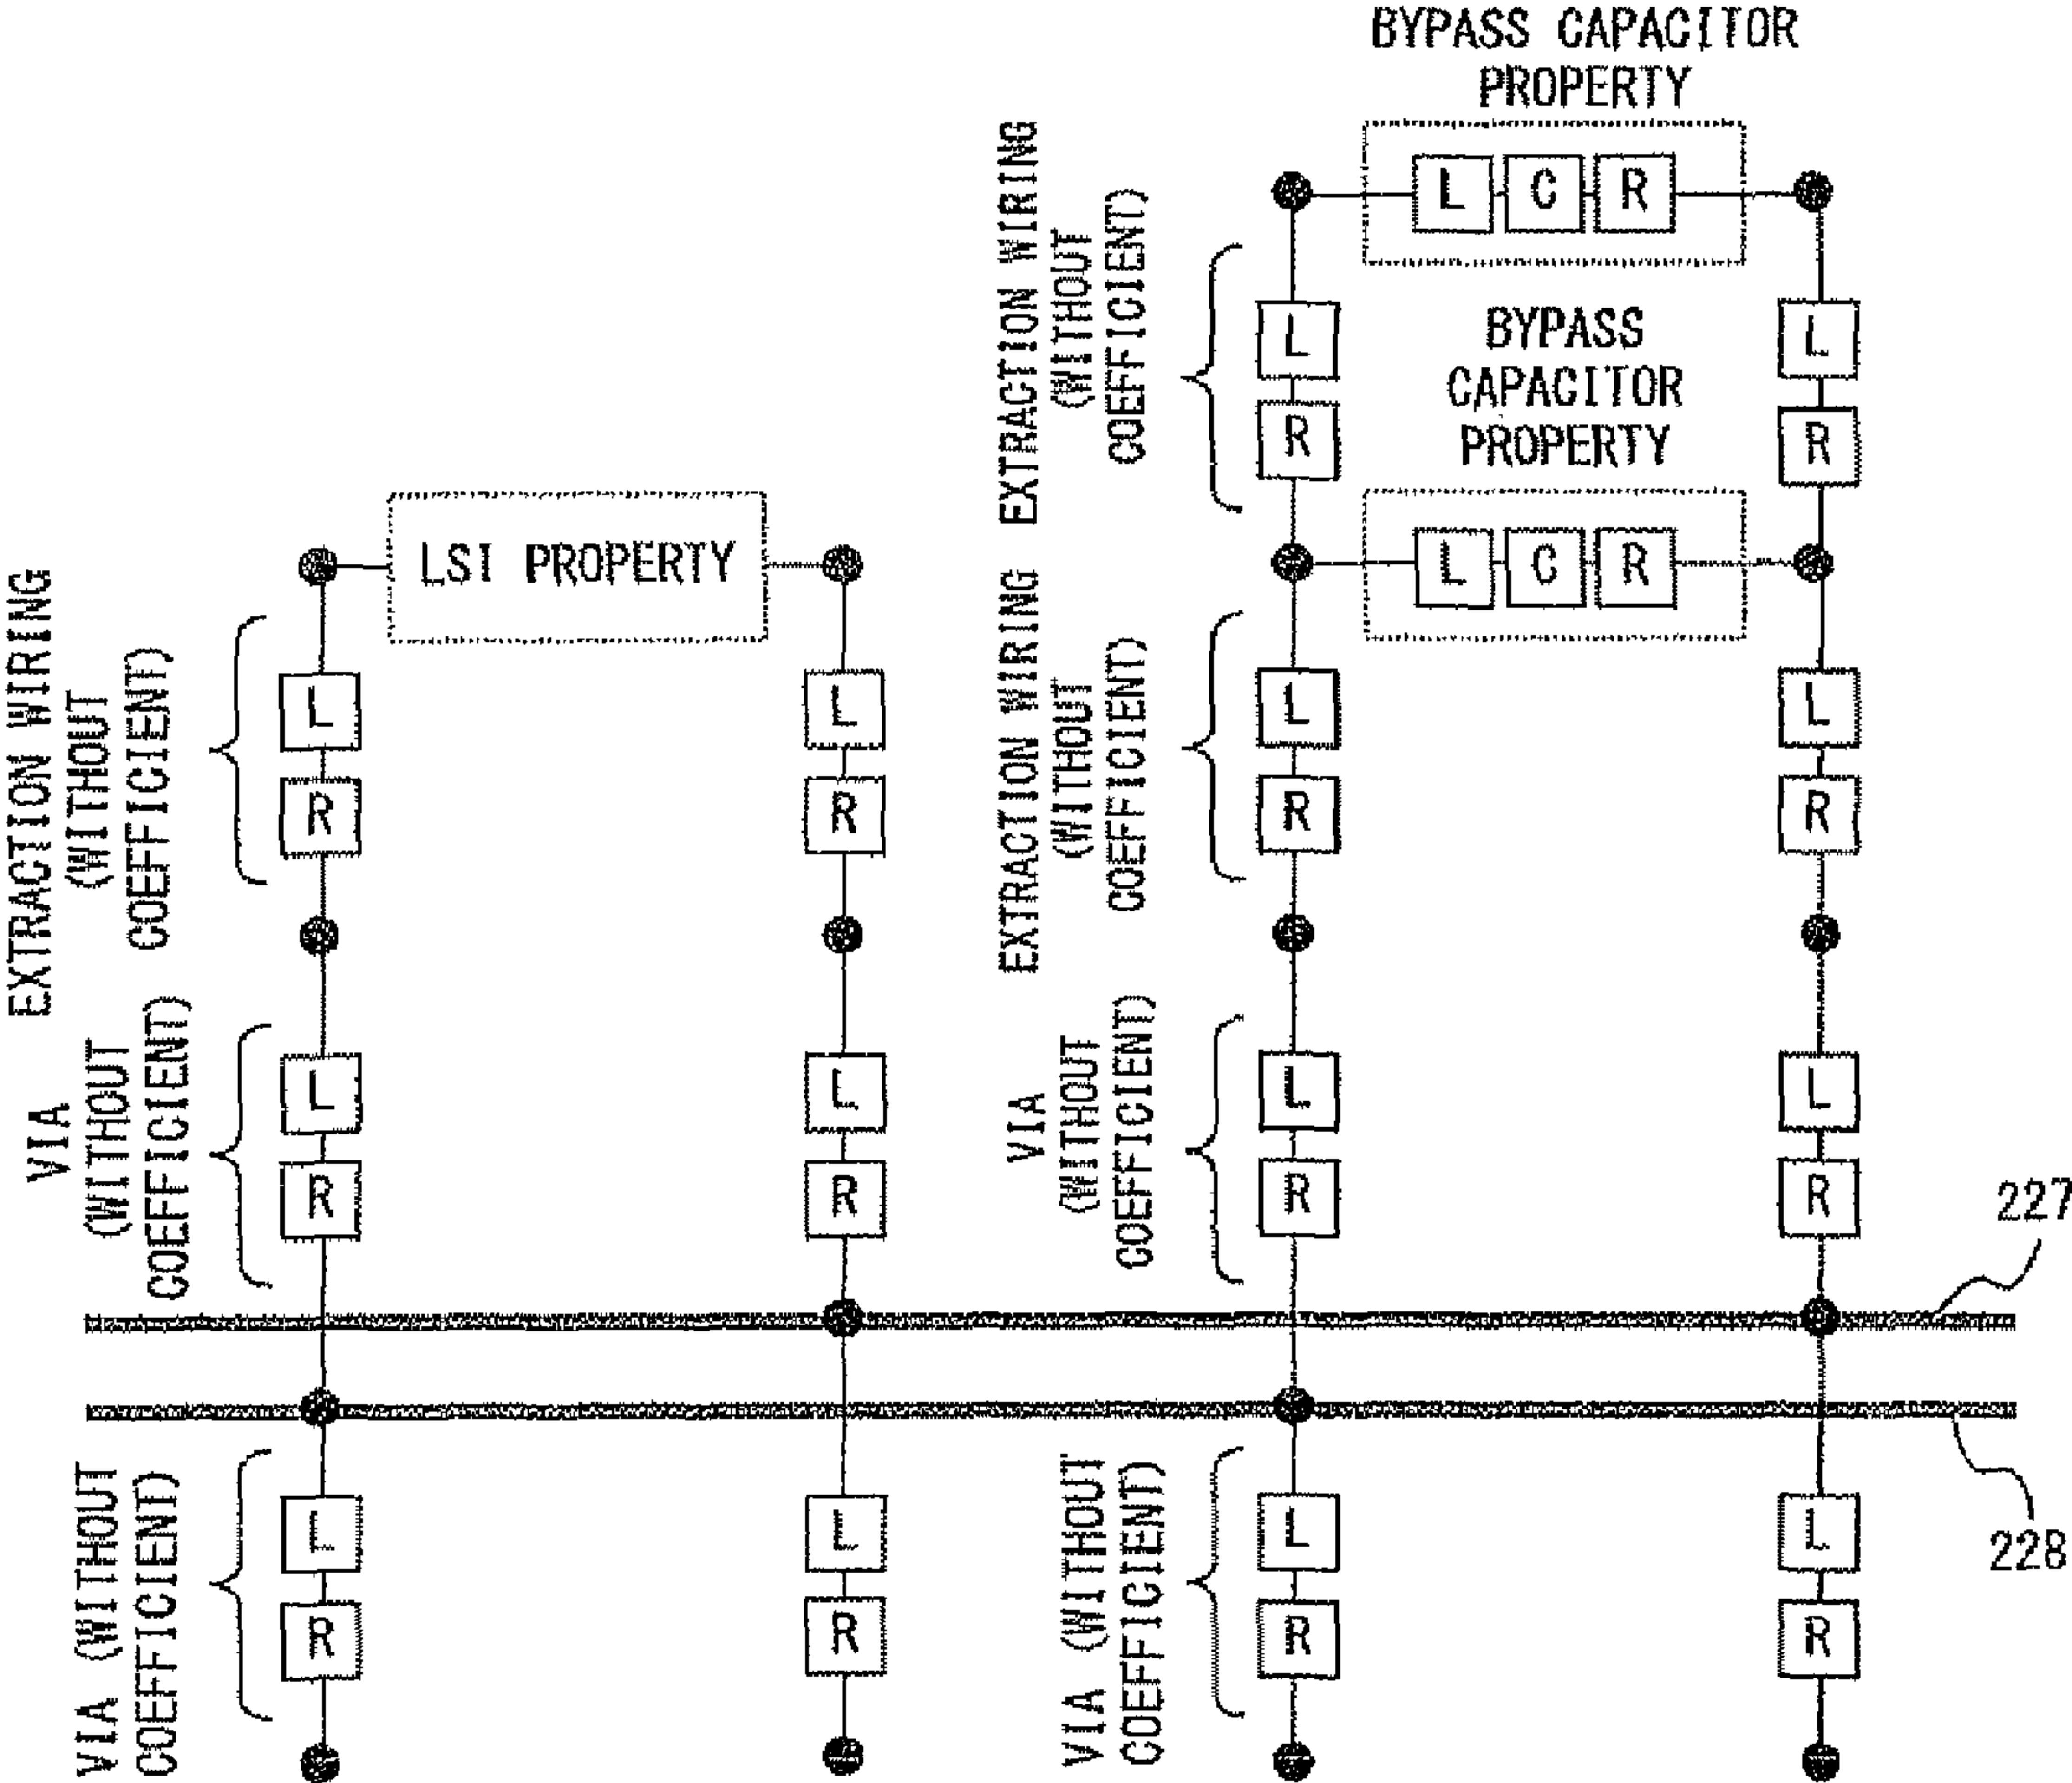 BYPASS CAPACITOR
PROPERTY
EXTRACTION WIRING
(WITHOUT
COEFFICIENT)
L C R
L
R
BYPASS
CAPACITOR
PROPERTY
L
R
EXTRACTION WIRING
(WITHOUT
COEFFICIENT)
LSI PROPERTY
EXTRACTION WIRING
(WITHOUT
COEFFICIENT)
L C R
L
R
L
R
L
R
L
R
VIA
(WITHOUT
COEFFICIENT)
L
R
L
R
VIA
(WITHOUT
COEFFICIENT)
L
R
L
R
227
228
VIA (WITHOUT
COEFFICIENT)
L
R
L
R
VIA (WITHOUT
COEFFICIENT)
L
R
L
R